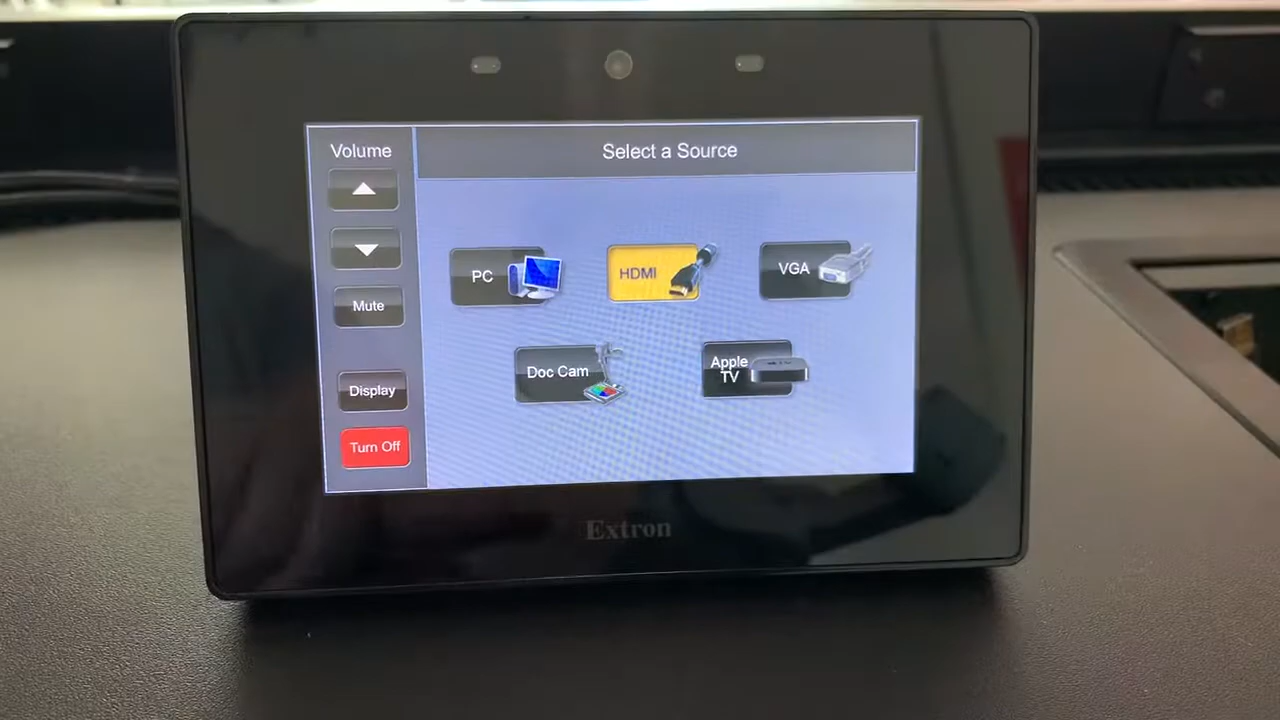 Volume
Select a Source
PC
HDMI
VGA
Mute
Doc Cam
Apple
TV
Display
Turn Off
Extron